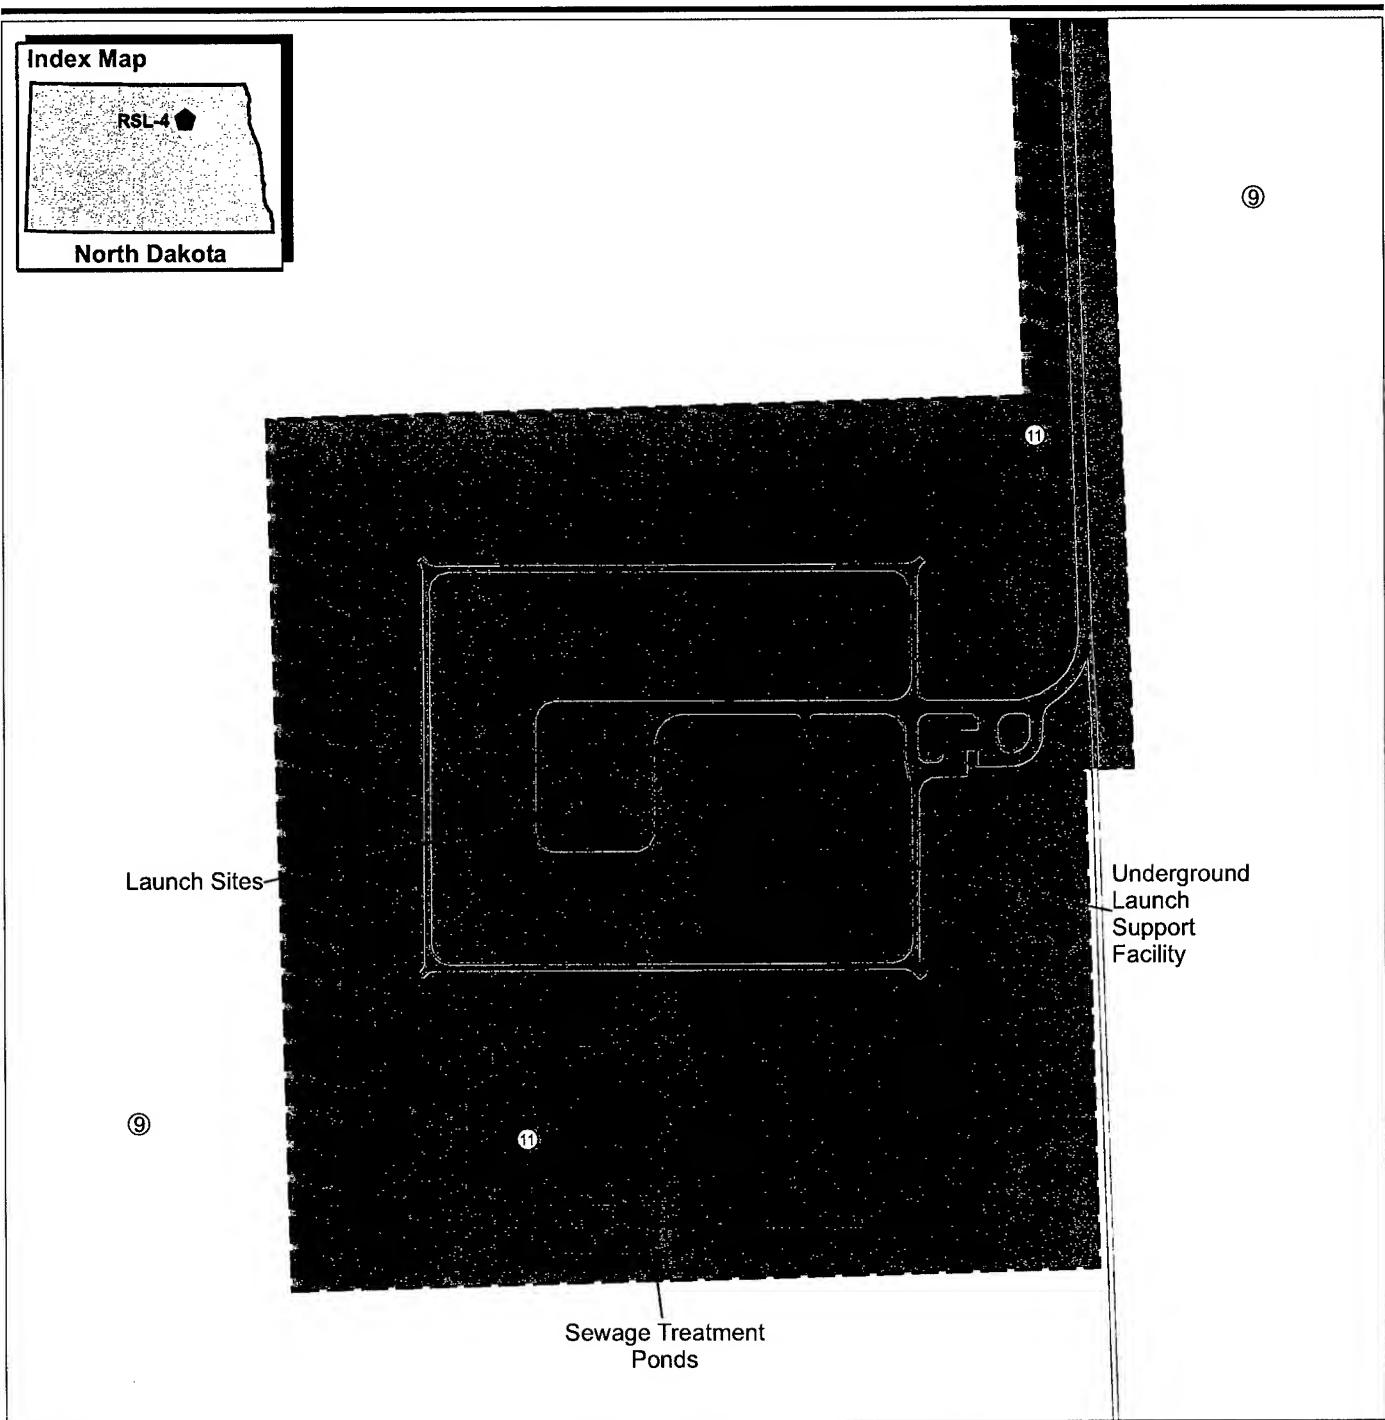 Index Map
RSL-4
North Dakota
⑨
⑪
Launch Sites
Underground
Launch
Support
Facility
⑨
⑪
Sewage Treatment
Ponds